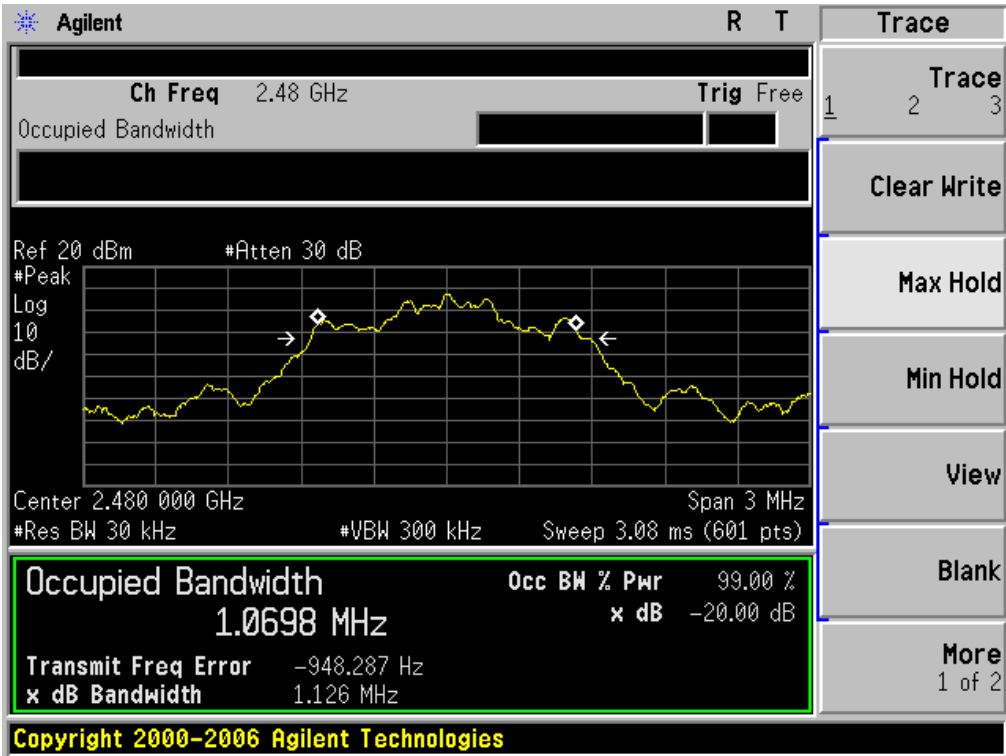 Agilent R T Trace
Ch Freq 2.48 GHz Trig Free
Occupied Bandwidth
Trace
1 2 3
Clear Write
Max Hold
Min Hold
View
Blank
More
1 of 2
Ref 20 dBm #Atten 30 dB
#Peak
Log
10
dB/
Center 2.480 000 GHz Span 3 MHz
#Res BW 30 kHz #VBW 300 kHz Sweep 3.08 ms (601 pts)
Occupied Bandwidth Occ BW % Pwr 99.00 %
1.0698 MHz x dB -20.00 dB
Transmit Freq Error -948.287 Hz
x dB Bandwidth 1.126 MHz
Copyright 2000-2006 Agilent Technologies